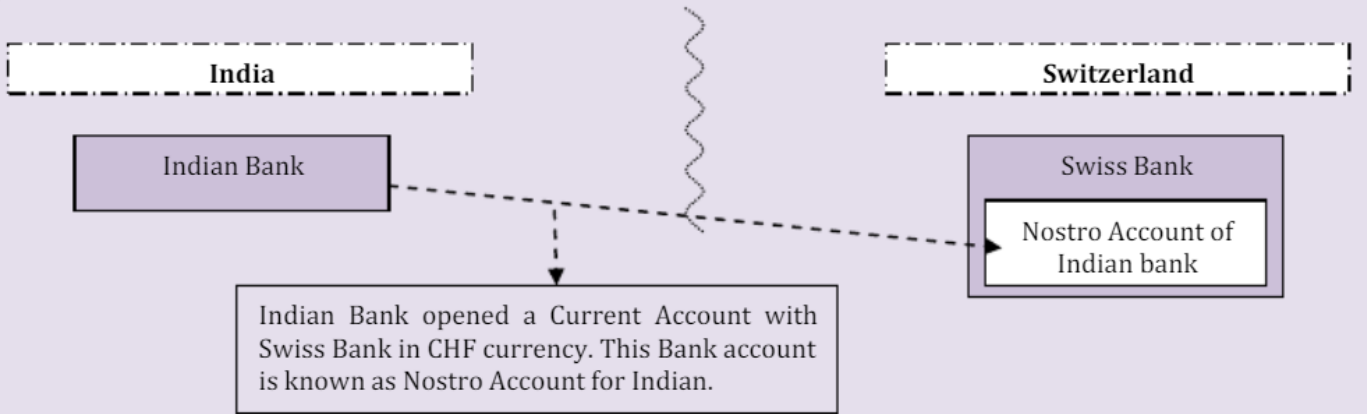 India
Switzerland
Indian Bank
Swiss Bank
Nostro Account of
Indian bank
Indian Bank opened a Current Account with
Swiss Bank in CHF currency. This Bank account
is known as Nostro Account for Indian.